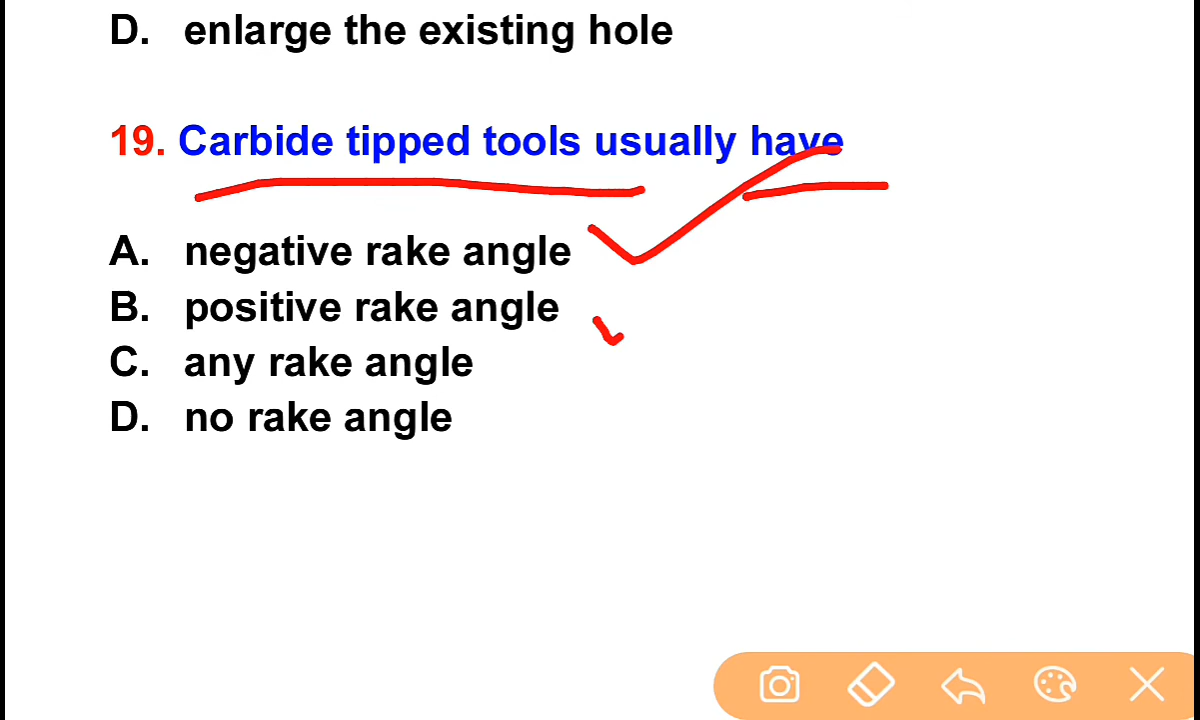 D. enlarge the existing hole
19. Carbide tipped tools usually have
A. negative rake angle
B. positive rake angle
C. any rake angle
D. no rake angle